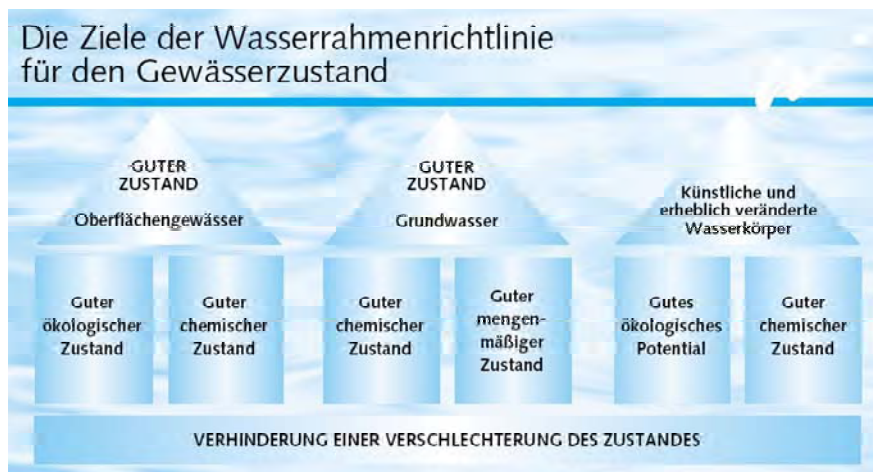 Die Ziele der Wasserrahmenrichtlinie
für den Gewässerzustand
GUTER
ZUSTAND
Oberflächengewässer
GUTER
ZUSTAND
Grundwasser
Künstliche und
erheblich veränderte
Wasserkörper
Guter
ökologischer
Zustand
Guter
chemischer
Zustand
Guter
chemischer
Zustand
Guter
mengen-
mäßiger
Zustand
Gutes
ökologisches
Potential
Guter
chemischer
Zustand
VERHINDERUNG EINER VERSCHLECHTERUNG DES ZUSTANDES